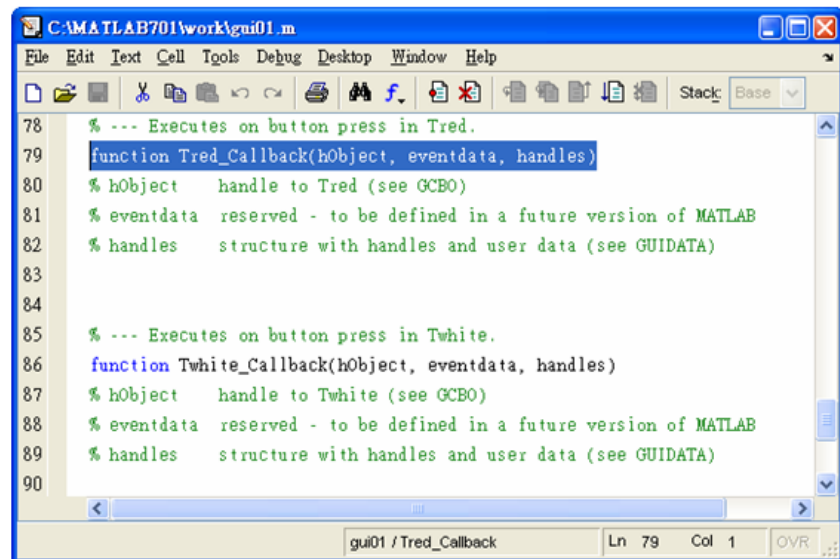 C:\MATLAB701\work\gui01.m
File Edit Text Cell Tools Debug Desktop Window Help
Stack: Base
78 % --- Executes on button press in Tred.
79 function Tred_Callback(hObject, eventdata, handles)
80 % hObject    handle to Tred (see GCBO)
81 % eventdata  reserved - to be defined in a future version of MATLAB
82 % handles    structure with handles and user data (see GUIDATA)
83
84
85 % --- Executes on button press in Twhite.
86 function Twhite_Callback(hObject, eventdata, handles)
87 % hObject    handle to Twhite (see GCBO)
88 % eventdata  reserved - to be defined in a future version of MATLAB
89 % handles    structure with handles and user data (see GUIDATA)
90
gui01 / Tred_Callback Ln 79 Col 1 OVR